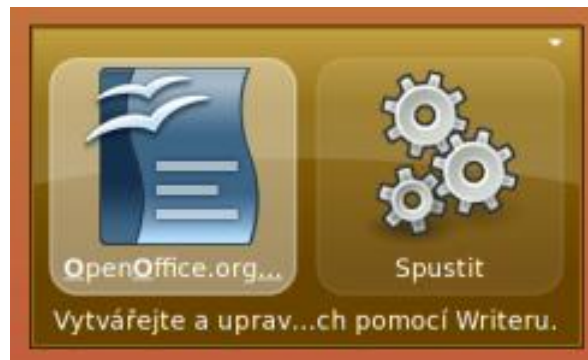 OpenOffice.org...
Spustit
Vytvářejte a uprav...ch pomocí Writeru.